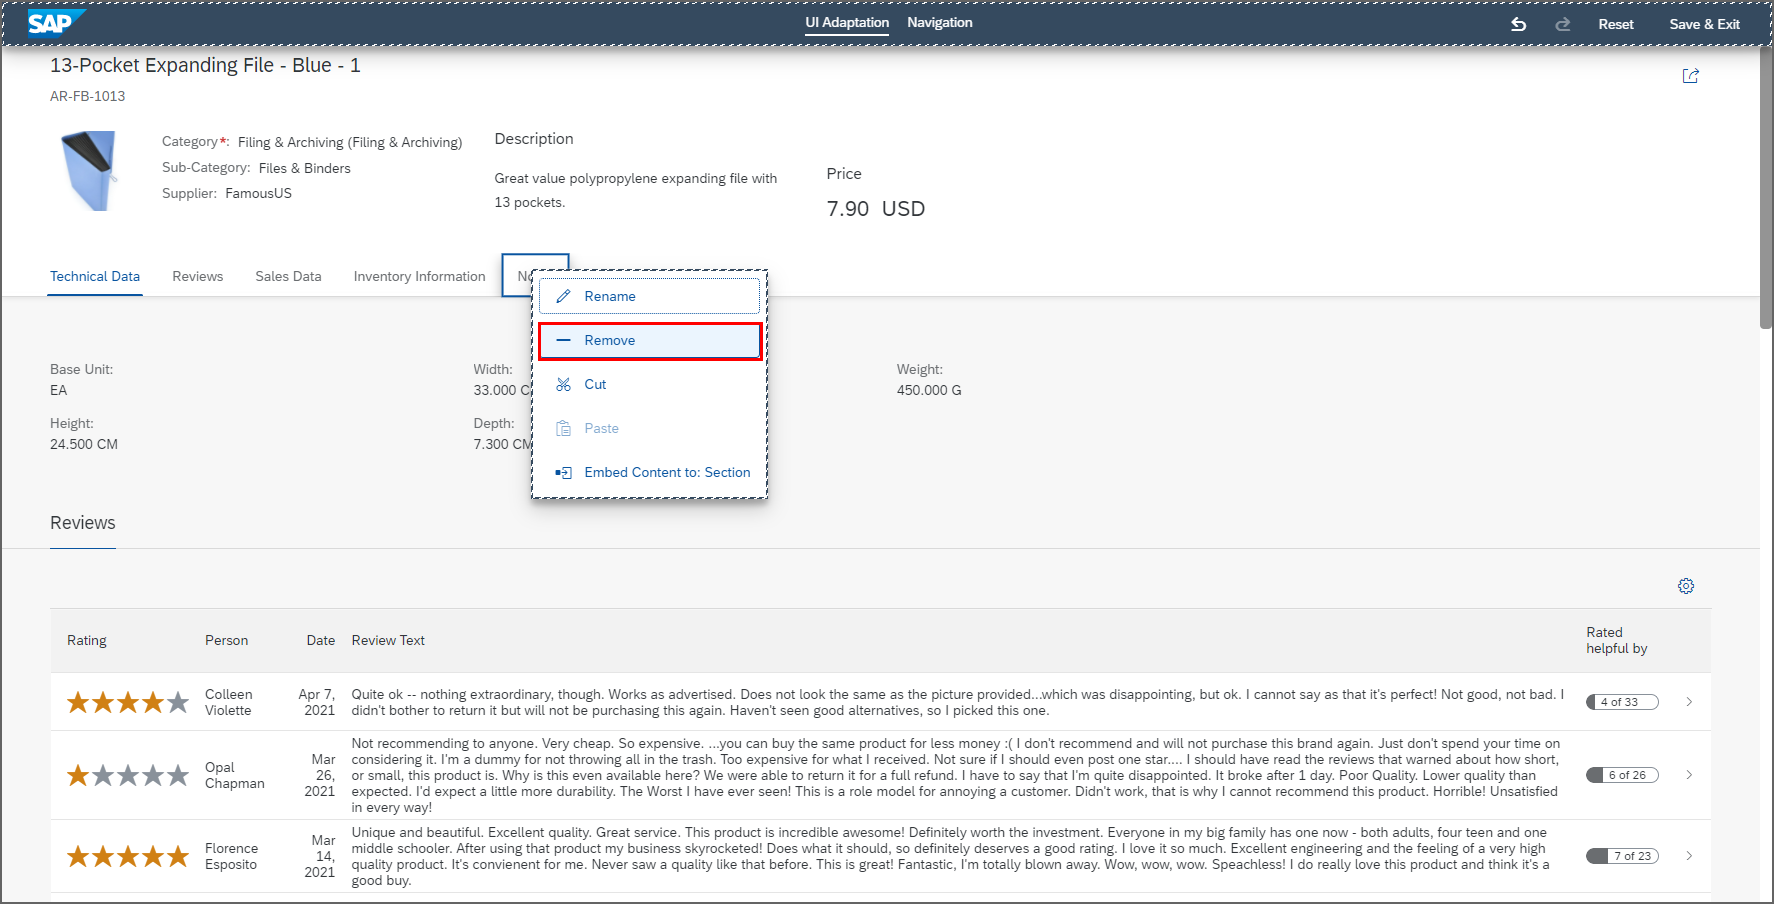 SAP
UI Adaptation
Navigation
Reset
Save & Exit
13-Pocket Expanding File - Blue - 1
AR-FB-1013
Category*: Filing & Archiving (Filing & Archiving)
Sub-Category: Files & Binders
Supplier: FamousUS
Description
Great value polypropylene expanding file with
13 pockets.
Price
7.90 USD
Technical Data
Reviews
Sales Data
Inventory Information
Rename
Remove
Cut
Paste
Embed Content to: Section
Base Unit:
EA
Height:
24.500 CM
Width:
33.000 C
Depth:
7.300 CM
Weight:
450.000 G
Reviews
Rating
Person
Date
Review Text
Rated
helpful by
Colleen
Violette
Apr 7,
2021
Quite ok -- nothing extraordinary, though. Works as advertised. Does not look the same as the picture provided...which was disappointing, but ok. I cannot say as that it's perfect! Not good, not bad. I
didn't bother to return it but will not be purchasing this again. Haven't seen good alternatives, so I picked this one.
4 of 33
Opal
Chapman
Mar
26,
2021
Not recommending to anyone. Very cheap. So expensive. ...you can buy the same product for less money :( I don't recommend and will not purchase this brand again. Just don't spend your time on
considering it. I'm a dummy for not throwing all in the trash. Too expensive for what I received. Not sure if I should even post one star.... I should have read the reviews that warned about how short,
or small, this product is. Why is this even available here? We were able to return it for a full refund. I have to say that I'm quite disappointed. It broke after 1 day. Poor Quality. Lower quality than
expected. I'd expect a little more durability. The Worst I have ever seen! This is a role model for annoying a customer. Didn't work, that is why I cannot recommend this product. Horrible! Unsatisfied
in every way!
6 of 26
Florence
Esposito
Mar
14,
2021
Unique and beautiful. Excellent quality. Great service. This product is incredible awesome! Definitely worth the investment. Everyone in my big family has one now - both adults, four teen and one
middle schooler. After using that product my business skyrocketed! Does what it should, so definitely deserves a good rating. I love it so much. Excellent engineering and the feeling of a very high
quality product. It's convienent for me. Never saw a quality like that before. This is great! Fantastic, I'm totally blown away. Wow, wow, wow. Speachless! I do really love this product and think it's a
good buy.
7 of 23